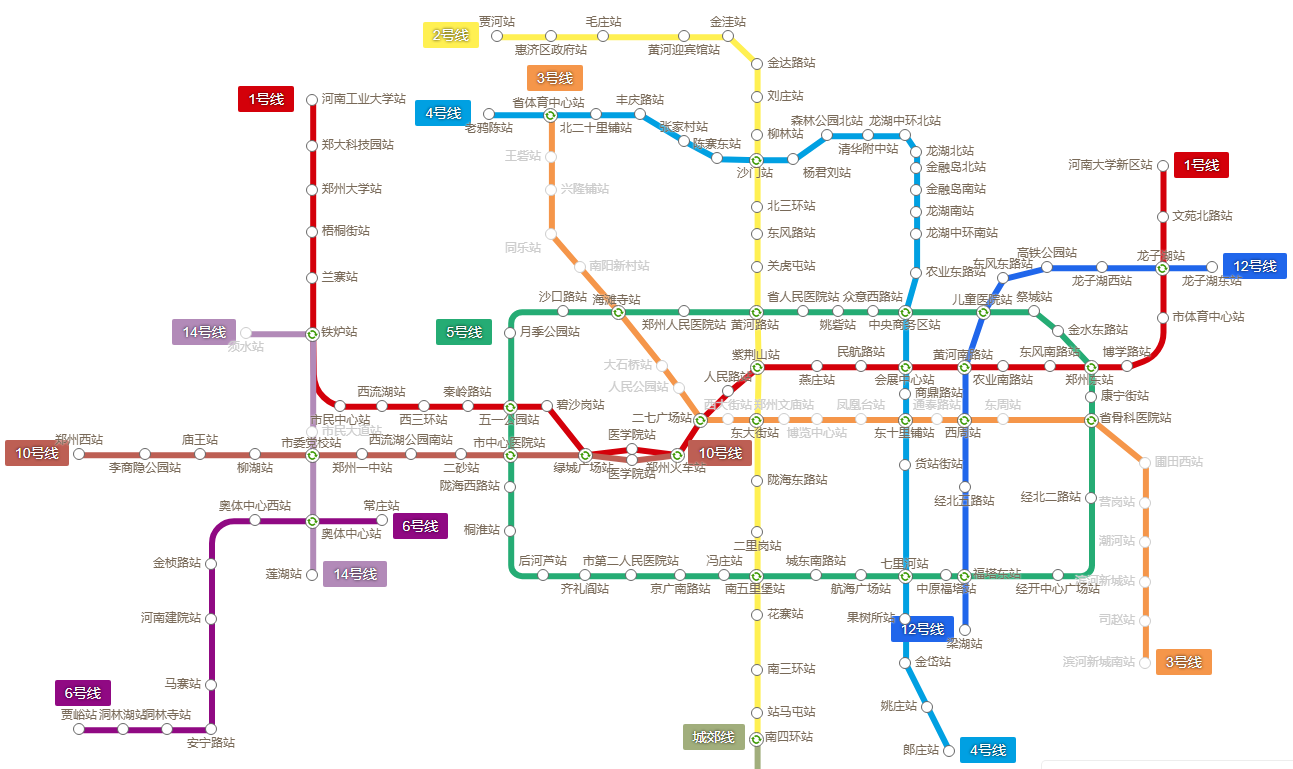 贾河站
毛庄站
金洼站
2号线
惠济区政府站
黄河迎宾馆站
金达路站
3号线
1号线
河南工业大学站
省体育中心站
丰庆路站
刘庄站
4号线
老鸦陈站
北二十里铺站
张家村站
森林公园北站
龙湖中环北站
柳林站
郑大科技园站
陈寨东站
清华附中站
龙湖北站
王砦站
沙门站
杨君刘站
金融岛北站
河南大学新区站
1号线
郑州大学站
兴隆铺站
金融岛南站
北三环站
龙湖南站
文苑北路站
梧桐街站
东风路站
龙湖中环南站
同乐站
高铁公园站
龙子湖站
南阳新村站
关虎屯站
东风东路站
12号线
兰寨站
农业东路站
龙子湖西站
龙子湖东站
沙口路站
海滩寺站
省人民医院站
众意西路站
儿童医院站
祭城站
14号线
铁炉站
5号线
月季公园站
郑州人民医院站
黄河路站
姚砦站
中央商务区站
金水东路站
市体育中心站
须水站
紫荆山站
民航路站
黄河南路站
东风南路站
博学路站
大石桥站
人民路站
燕庄站
会展中心站
农业南路站
郑州东站
西流湖站
秦岭路站
人民公园站
商鼎路站
康宁街站
碧沙岗站
西大街站
郑州文庙站
凤凰台站
通泰路站
东周站
市民中心站
西三环站
五一公园站
二七广场站
省骨科医院站
市民大道站
东大街站
博览中心站
东十里铺站
西周站
郑州西站
庙王站
市委党校站
西流湖公园南站
市中心医院站
医学院站
10号线
10号线
李商隐公园站
柳湖站
郑州一中站
二砂站
绿城广场站
医学院站
郑州火车站
货站街站
圃田西站
陇海西路站
陇海东路站
经北五路站
经北二路站
营岗站
奥体中心西站
常庄站
6号线
奥体中心站
桐淮站
二里岗站
潮河站
金桢路站
后河芦站
市第二人民医院站
冯庄站
城东南路站
七里河站
福塔东站
莲湖站
14号线
齐礼阎站
京广南路站
南五里堡站
航海广场站
中原福塔站
经开中心广场站
滨河新城站
河南建院站
花寨站
果树所站
12号线
梁湖站
司赵站
南三环站
金岱站
滨河新城南站
3号线
马寨站
6号线
贾峪站
洞林湖站
洞林寺站
站马屯站
姚庄站
安宁路站
城郊线
南四环站
郎庄站
4号线